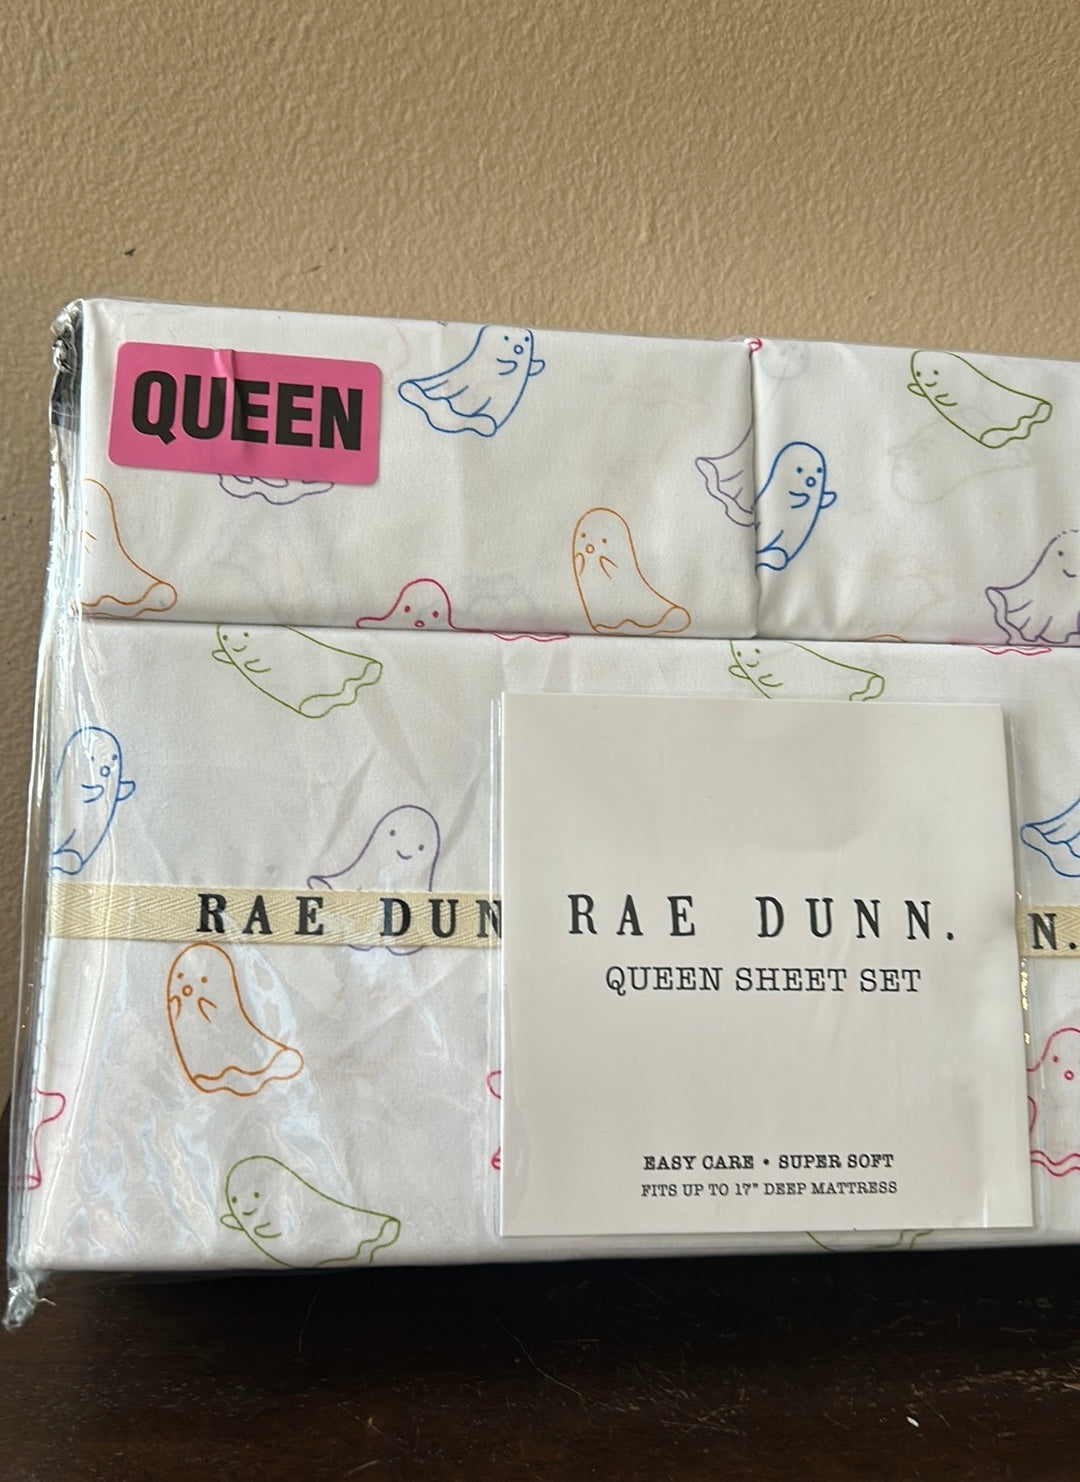 QUEEN
RAE DUN
RAE DUNN.
N.
QUEEN SHEET SET
EASY CARE • SUPER SOFT
FITS UP TO 17" DEEP MATTRESS